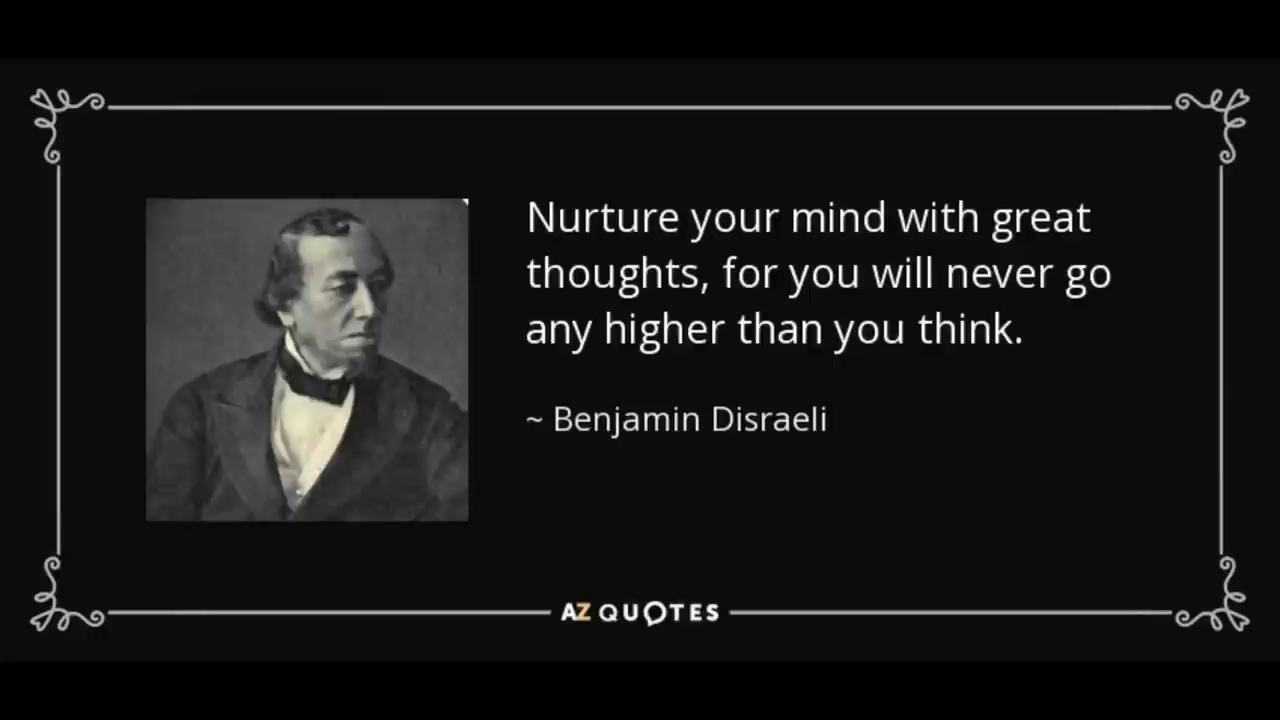 Nurture your mind with great
thoughts, for you will never go
any higher than you think.
~ Benjamin Disraeli
AZ QUOTES